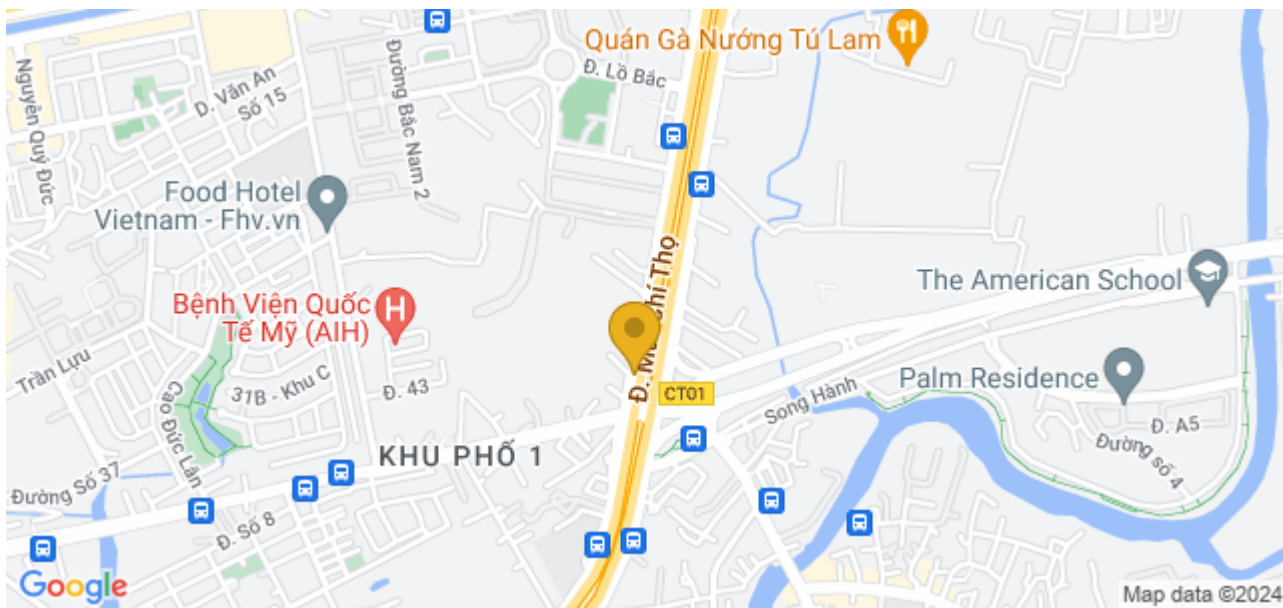 Quán Gà Nướng Tú Lam
Đ. Lò Bắc
Nguyễn Quý Đức
Đ. Văn An
Số 15
Đường Bắc Nam 2
Food Hotel
Vietnam - Fhv.vn
Bệnh Viện Quốc
Tế Mỹ (AIH)
The American School
Trần Lựu
31B - Khu C
Đ. 43
Cao Đức Lân
Đ. M
hí Thọ
CT01
Song Hành
Palm Residence
Đ. A5
Đường số 4
KHU PHỐ 1
Đường Số 37
Đ. Số 8
Google
Map data ©2024